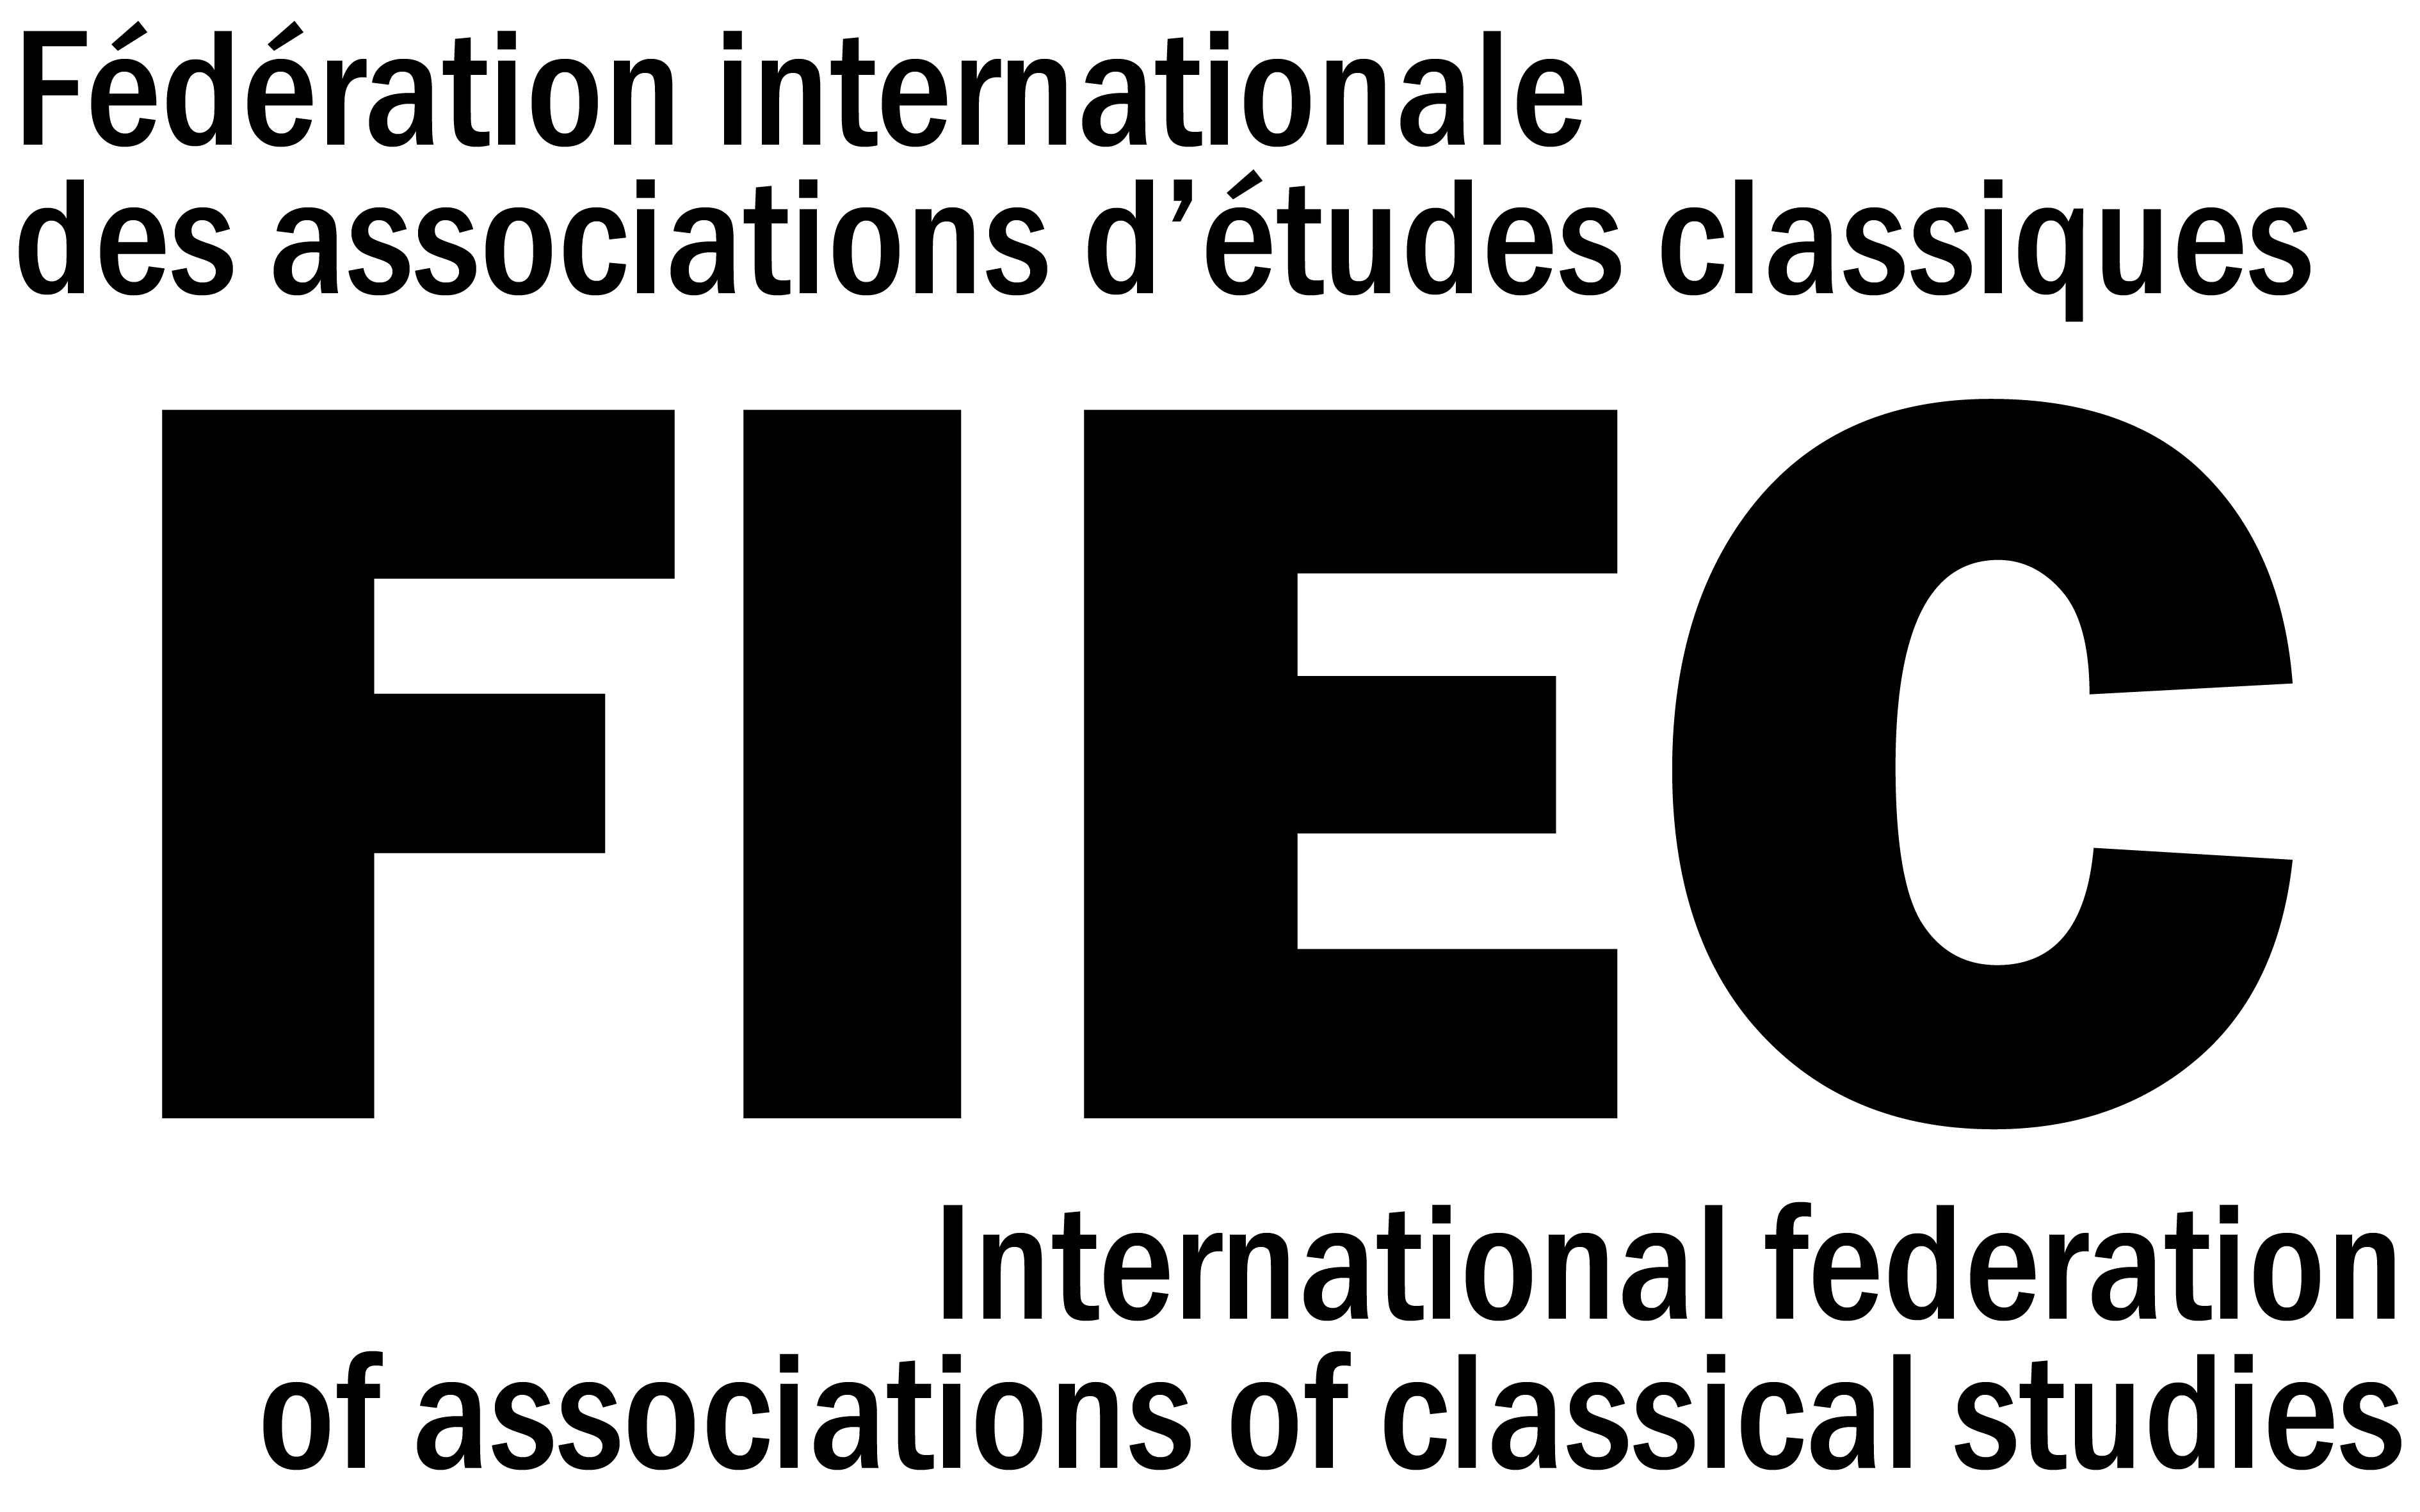 Fédération internationale
des associations d’études classiques
FIEC
International federation
of associations of classical studies